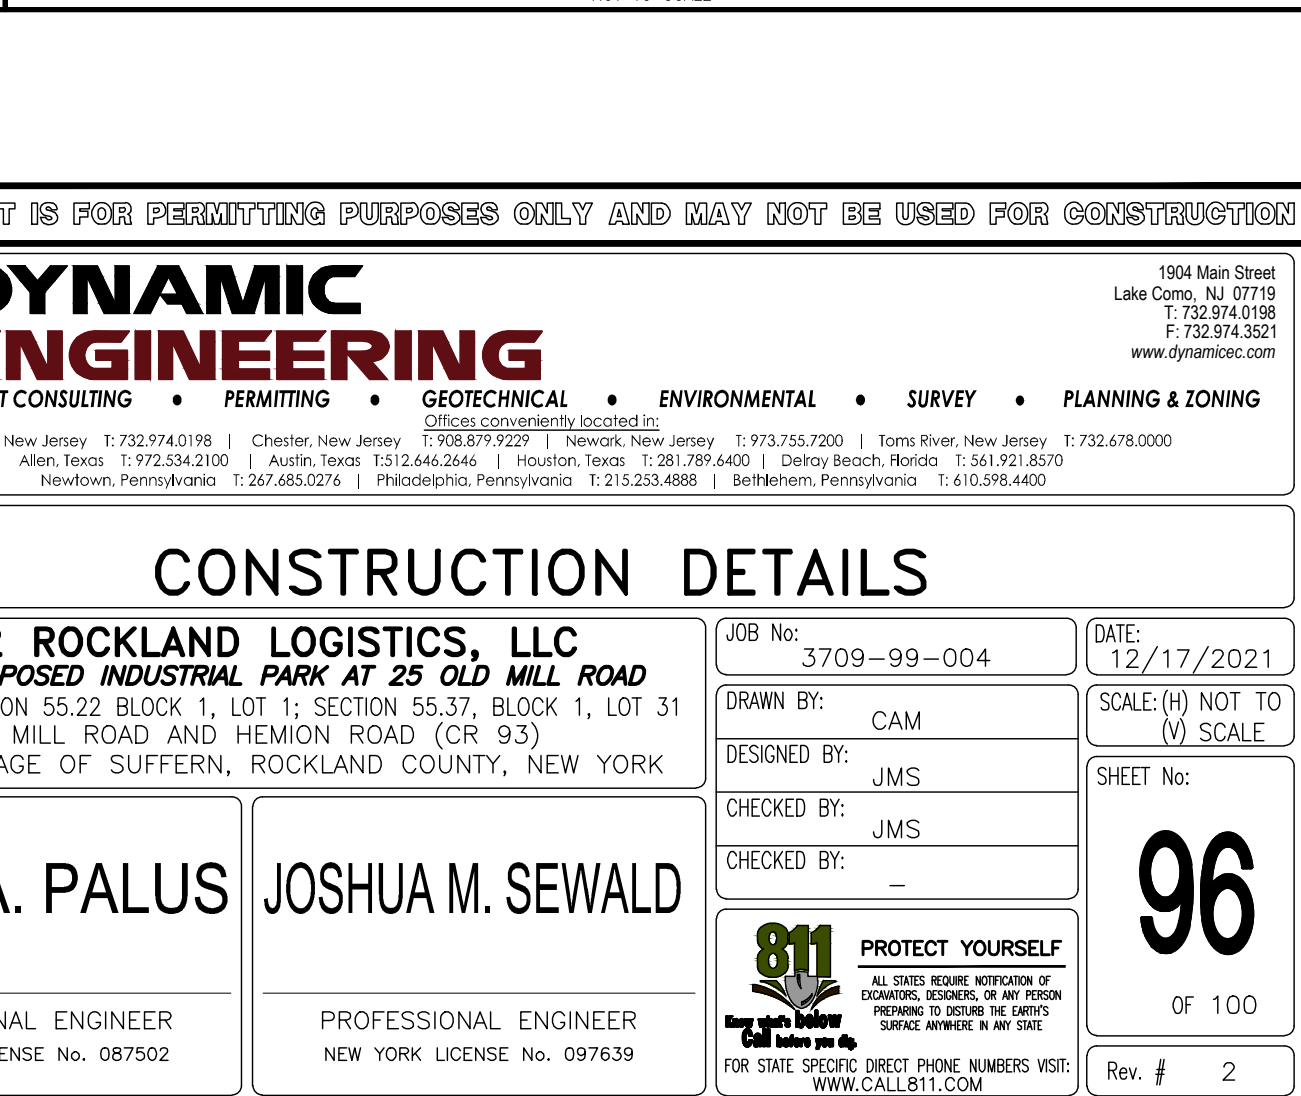 T IS FOR PERMITTING PURPOSES ONLY AND MAY NOT BE USED FOR CONSTRUCTION
DYNAMIC
ENGINEERING
1904 Main Street
Lake Como, NJ 07719
T: 732.974.0198
F: 732.974.3521
www.dynamicec.com
T CONSULTING • PERMITTING • GEOTECHNICAL • ENVIRONMENTAL • SURVEY • PLANNING & ZONING
Offices conveniently located in:
New Jersey T: 732.974.0198 | Chester, New Jersey T: 908.879.9229 | Newark, New Jersey T: 973.755.7200 | Toms River, New Jersey T: 732.678.0000
Allen, Texas T: 972.534.2100 | Austin, Texas T:512.646.2646 | Houston, Texas T: 281.789.6400 | Delray Beach, Florida T: 561.921.8570
Newtown, Pennsylvania T: 267.685.0276 | Philadelphia, Pennsylvania T: 215.253.4888 | Bethlehem, Pennsylvania T: 610.598.4400
CONSTRUCTION DETAILS
ROCKLAND LOGISTICS, LLC
POSED INDUSTRIAL PARK AT 25 OLD MILL ROAD
ON 55.22 BLOCK 1, LOT 1; SECTION 55.37, BLOCK 1, LOT 31
MILL ROAD AND HEMION ROAD (CR 93)
AGE OF SUFFERN, ROCKLAND COUNTY, NEW YORK
JOB No:
3709-99-004
DATE:
12/17/2021
DRAWN BY:
CAM
DESIGNED BY:
JMS
CHECKED BY:
JMS
CHECKED BY:
–
SCALE: (H) NOT TO
(V) SCALE
SHEET No:
96
OF 100
Rev. # 2
A. PALUS
NAL ENGINEER
ENSE No. 087502
JOSHUA M. SEWALD
PROFESSIONAL ENGINEER
NEW YORK LICENSE No. 097639
811
Know what's below
Call before you dig.
PROTECT YOURSELF
ALL STATES REQUIRE NOTIFICATION OF
EXCAVATORS, DESIGNERS, OR ANY PERSON
PREPARING TO DISTURB THE EARTH'S
SURFACE ANYWHERE IN ANY STATE
FOR STATE SPECIFIC DIRECT PHONE NUMBERS VISIT:
WWW.CALL811.COM